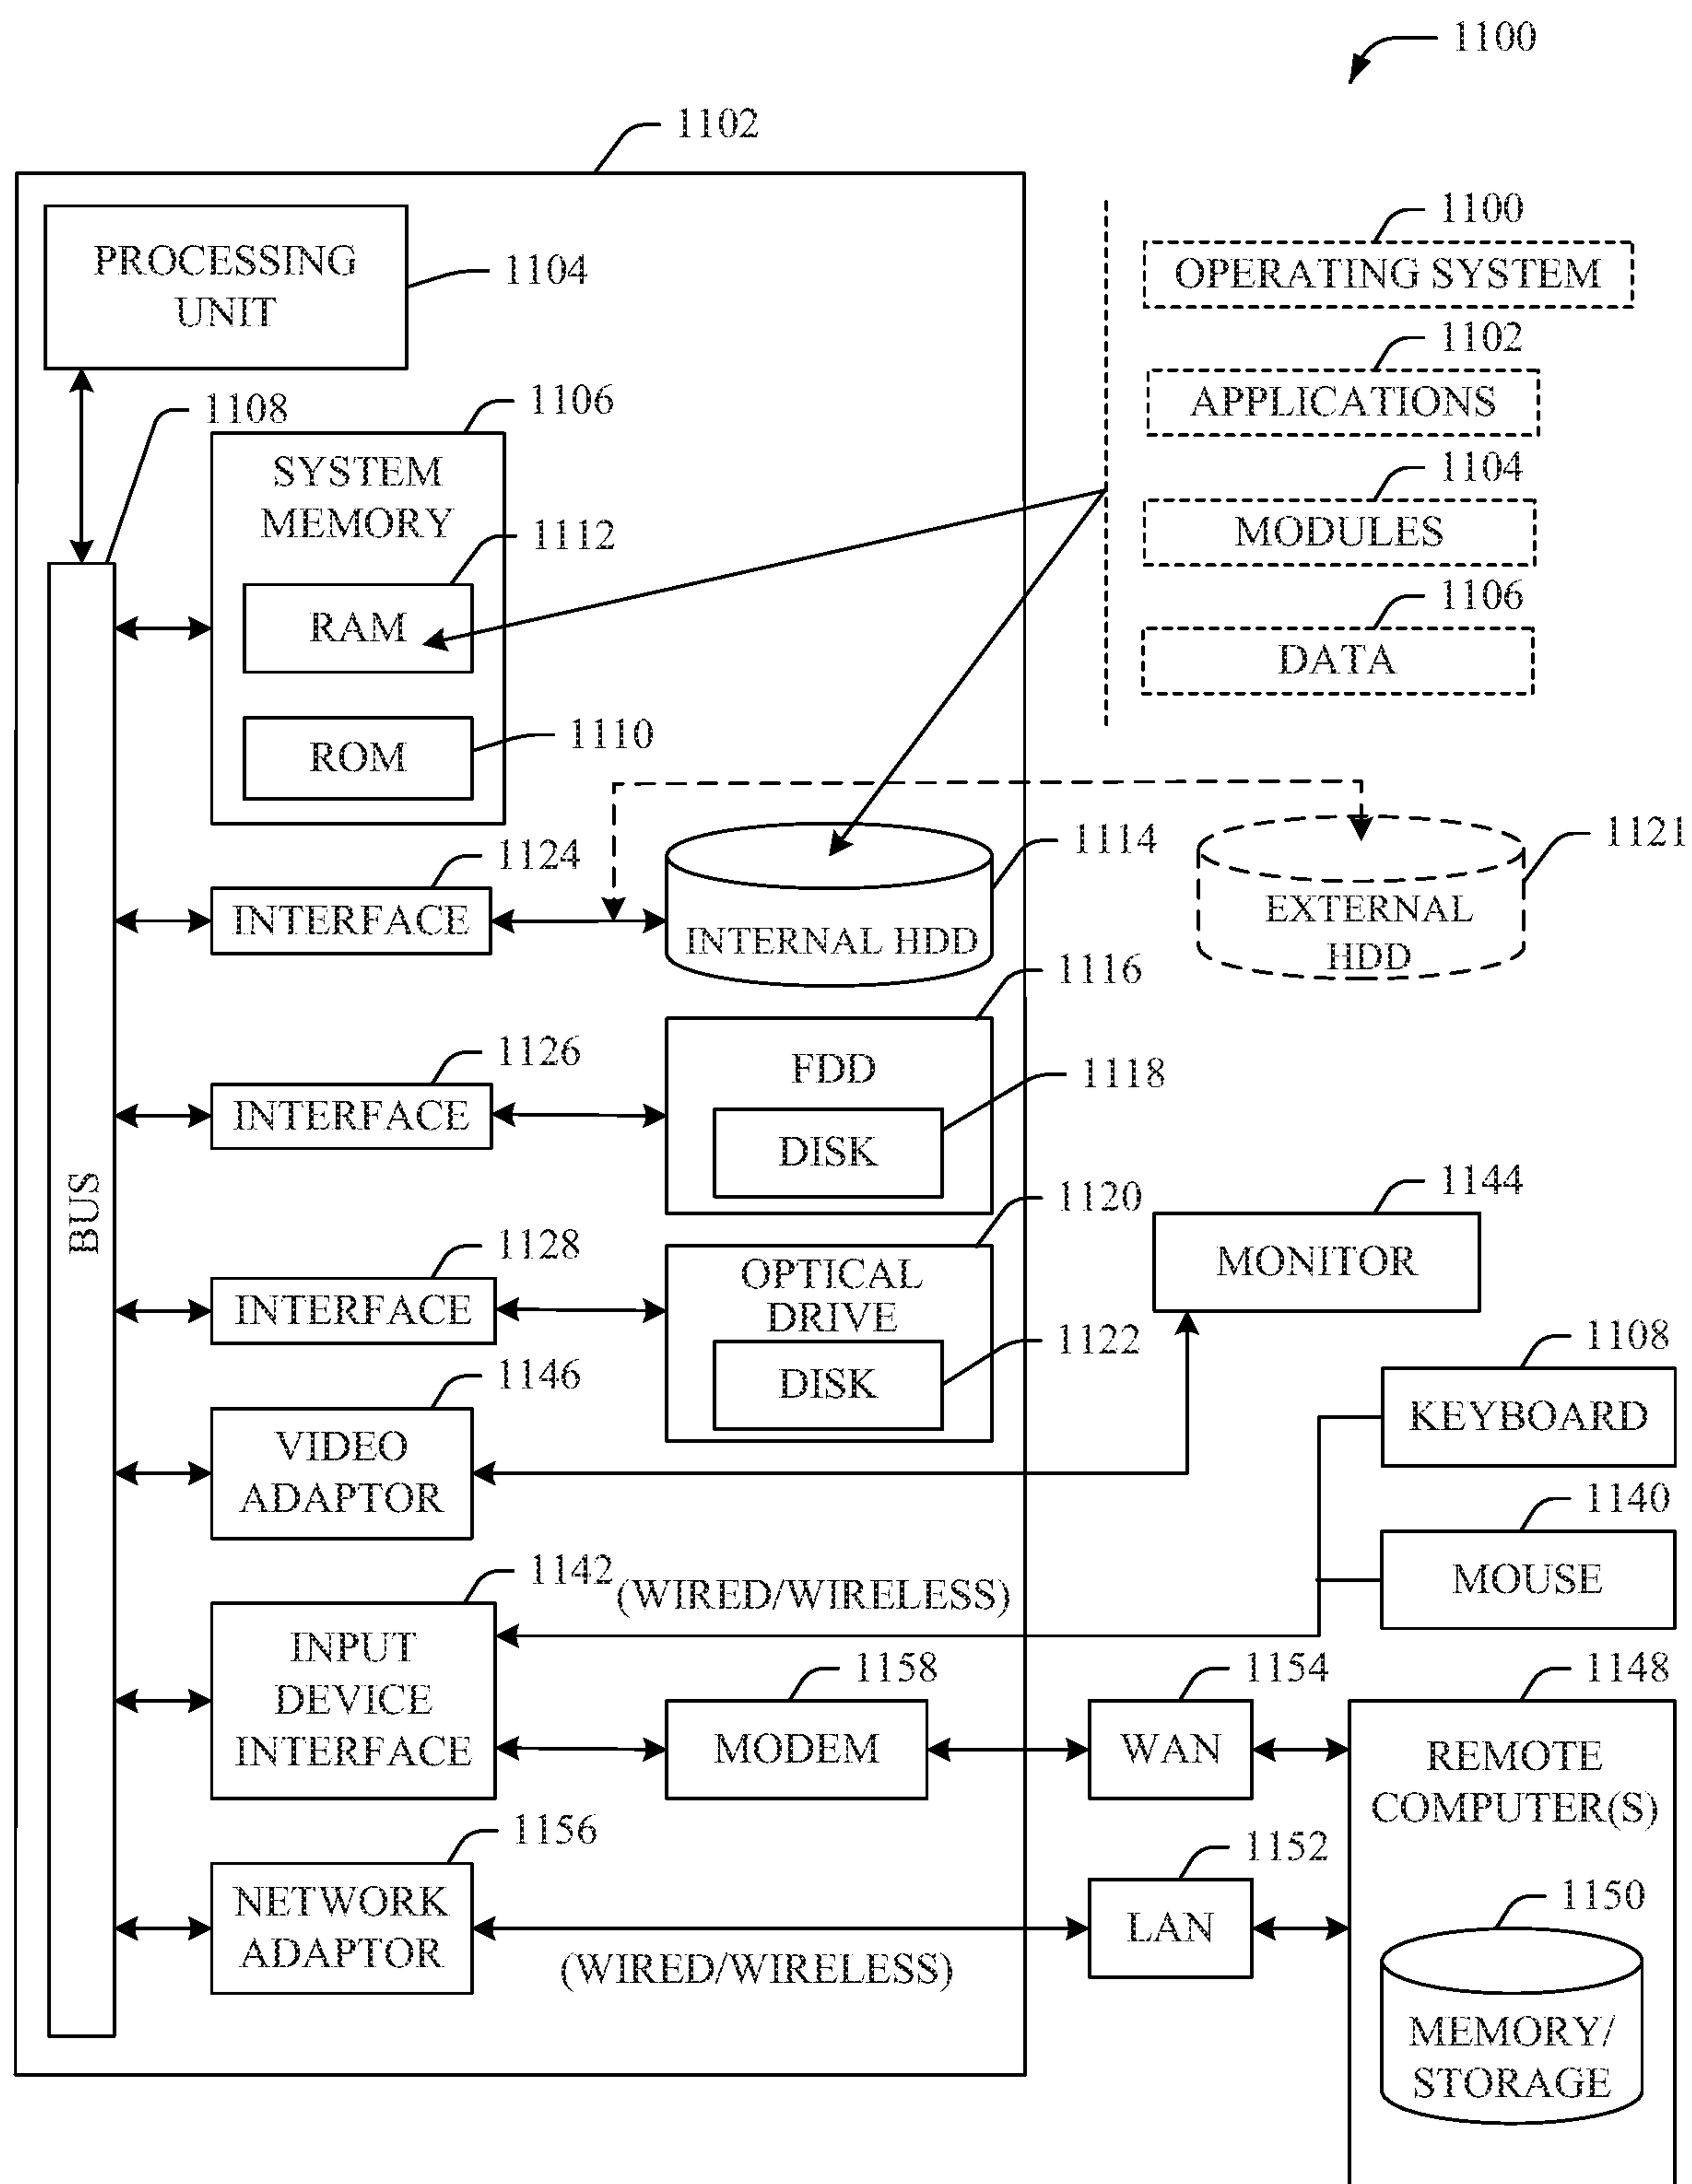 1100
1102
PROCESSING
UNIT
1104
1100
OPERATING SYSTEM
1102
APPLICATIONS
1104
MODULES
1106
DATA
1108
1106
SYSTEM
MEMORY
1112
RAM
1110
ROM
1124
INTERFACE
1114
INTERNAL HDD
1121
EXTERNAL
HDD
1126
INTERFACE
1116
FDD
1118
DISK
BUS
1128
INTERFACE
1120
OPTICAL
DRIVE
1122
DISK
1144
MONITOR
1146
VIDEO
ADAPTOR
1108
KEYBOARD
1140
MOUSE
1142
(WIRED/WIRELESS)
INPUT
DEVICE
INTERFACE
1158
MODEM
1154
WAN
1148
REMOTE
COMPUTER(S)
1156
NETWORK
ADAPTOR
(WIRED/WIRELESS)
1152
LAN
1150
MEMORY/
STORAGE